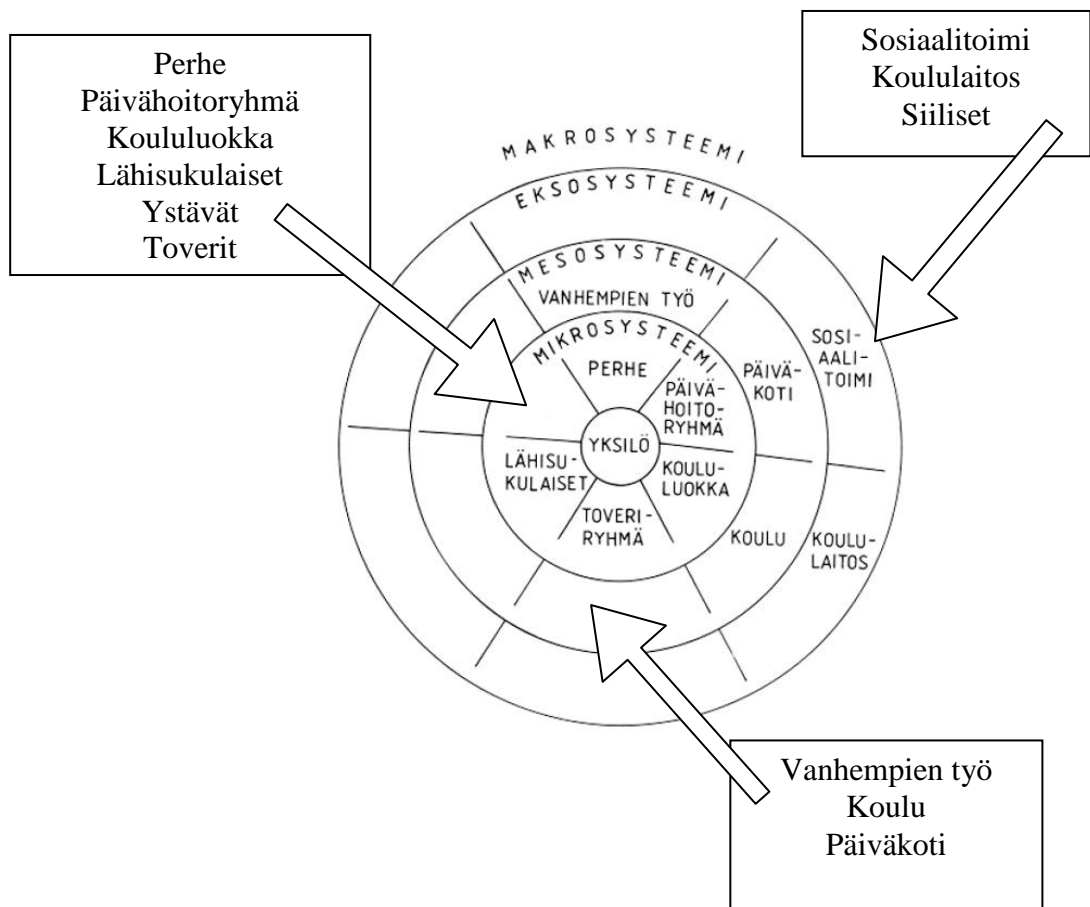 Perhe
Päivähoitoryhmä
Koululuokka
Lähisukulaiset
Ystävät
Toverit
Sosiaalitoimi
Koululaitos
Siiliset
MAKROSYSTEEMI
EKSOSYSTEEMI
MESOSYSTEEMI
VANHEMPIEN TYÖ
MIKROSYSTEEMI
PERHE
PÄIVÄ-
HOITO-
RYHMÄ
PÄIVÄ-
KOTI
SOSI-
AALI-
TOIMI
YKSILÖ
LÄHISU-
KULAISET
KOULU-
LUOKKA
TOVERI-
RYHMÄ
KOULU
KOULU-
LAITOS
Vanhempien työ
Koulu
Päiväkoti